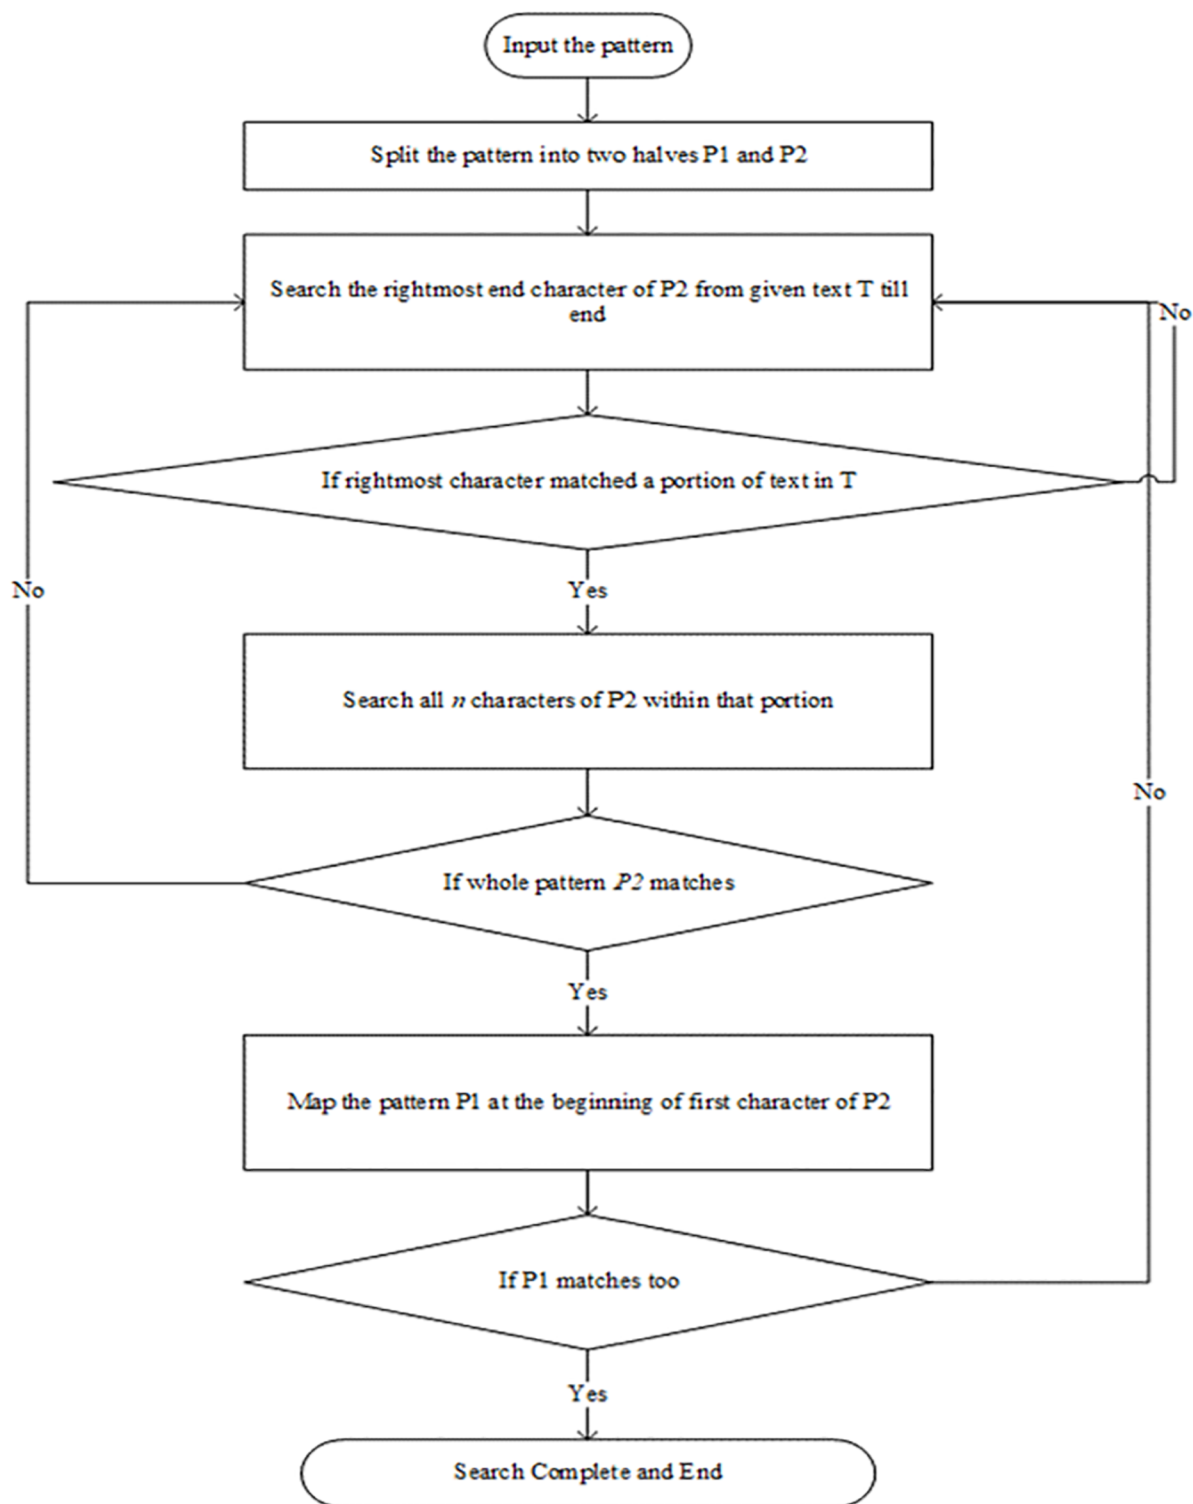 Input the pattern
Split the pattern into two halves P1 and P2
Search the rightmost end character of P2 from given text T till
end
No
If rightmost character matched a portion of text in T
No
Yes
Search all n characters of P2 within that portion
No
If whole pattern P2 matches
Yes
Map the pattern P1 at the beginning of first character of P2
If P1 matches too
Yes
Search Complete and End